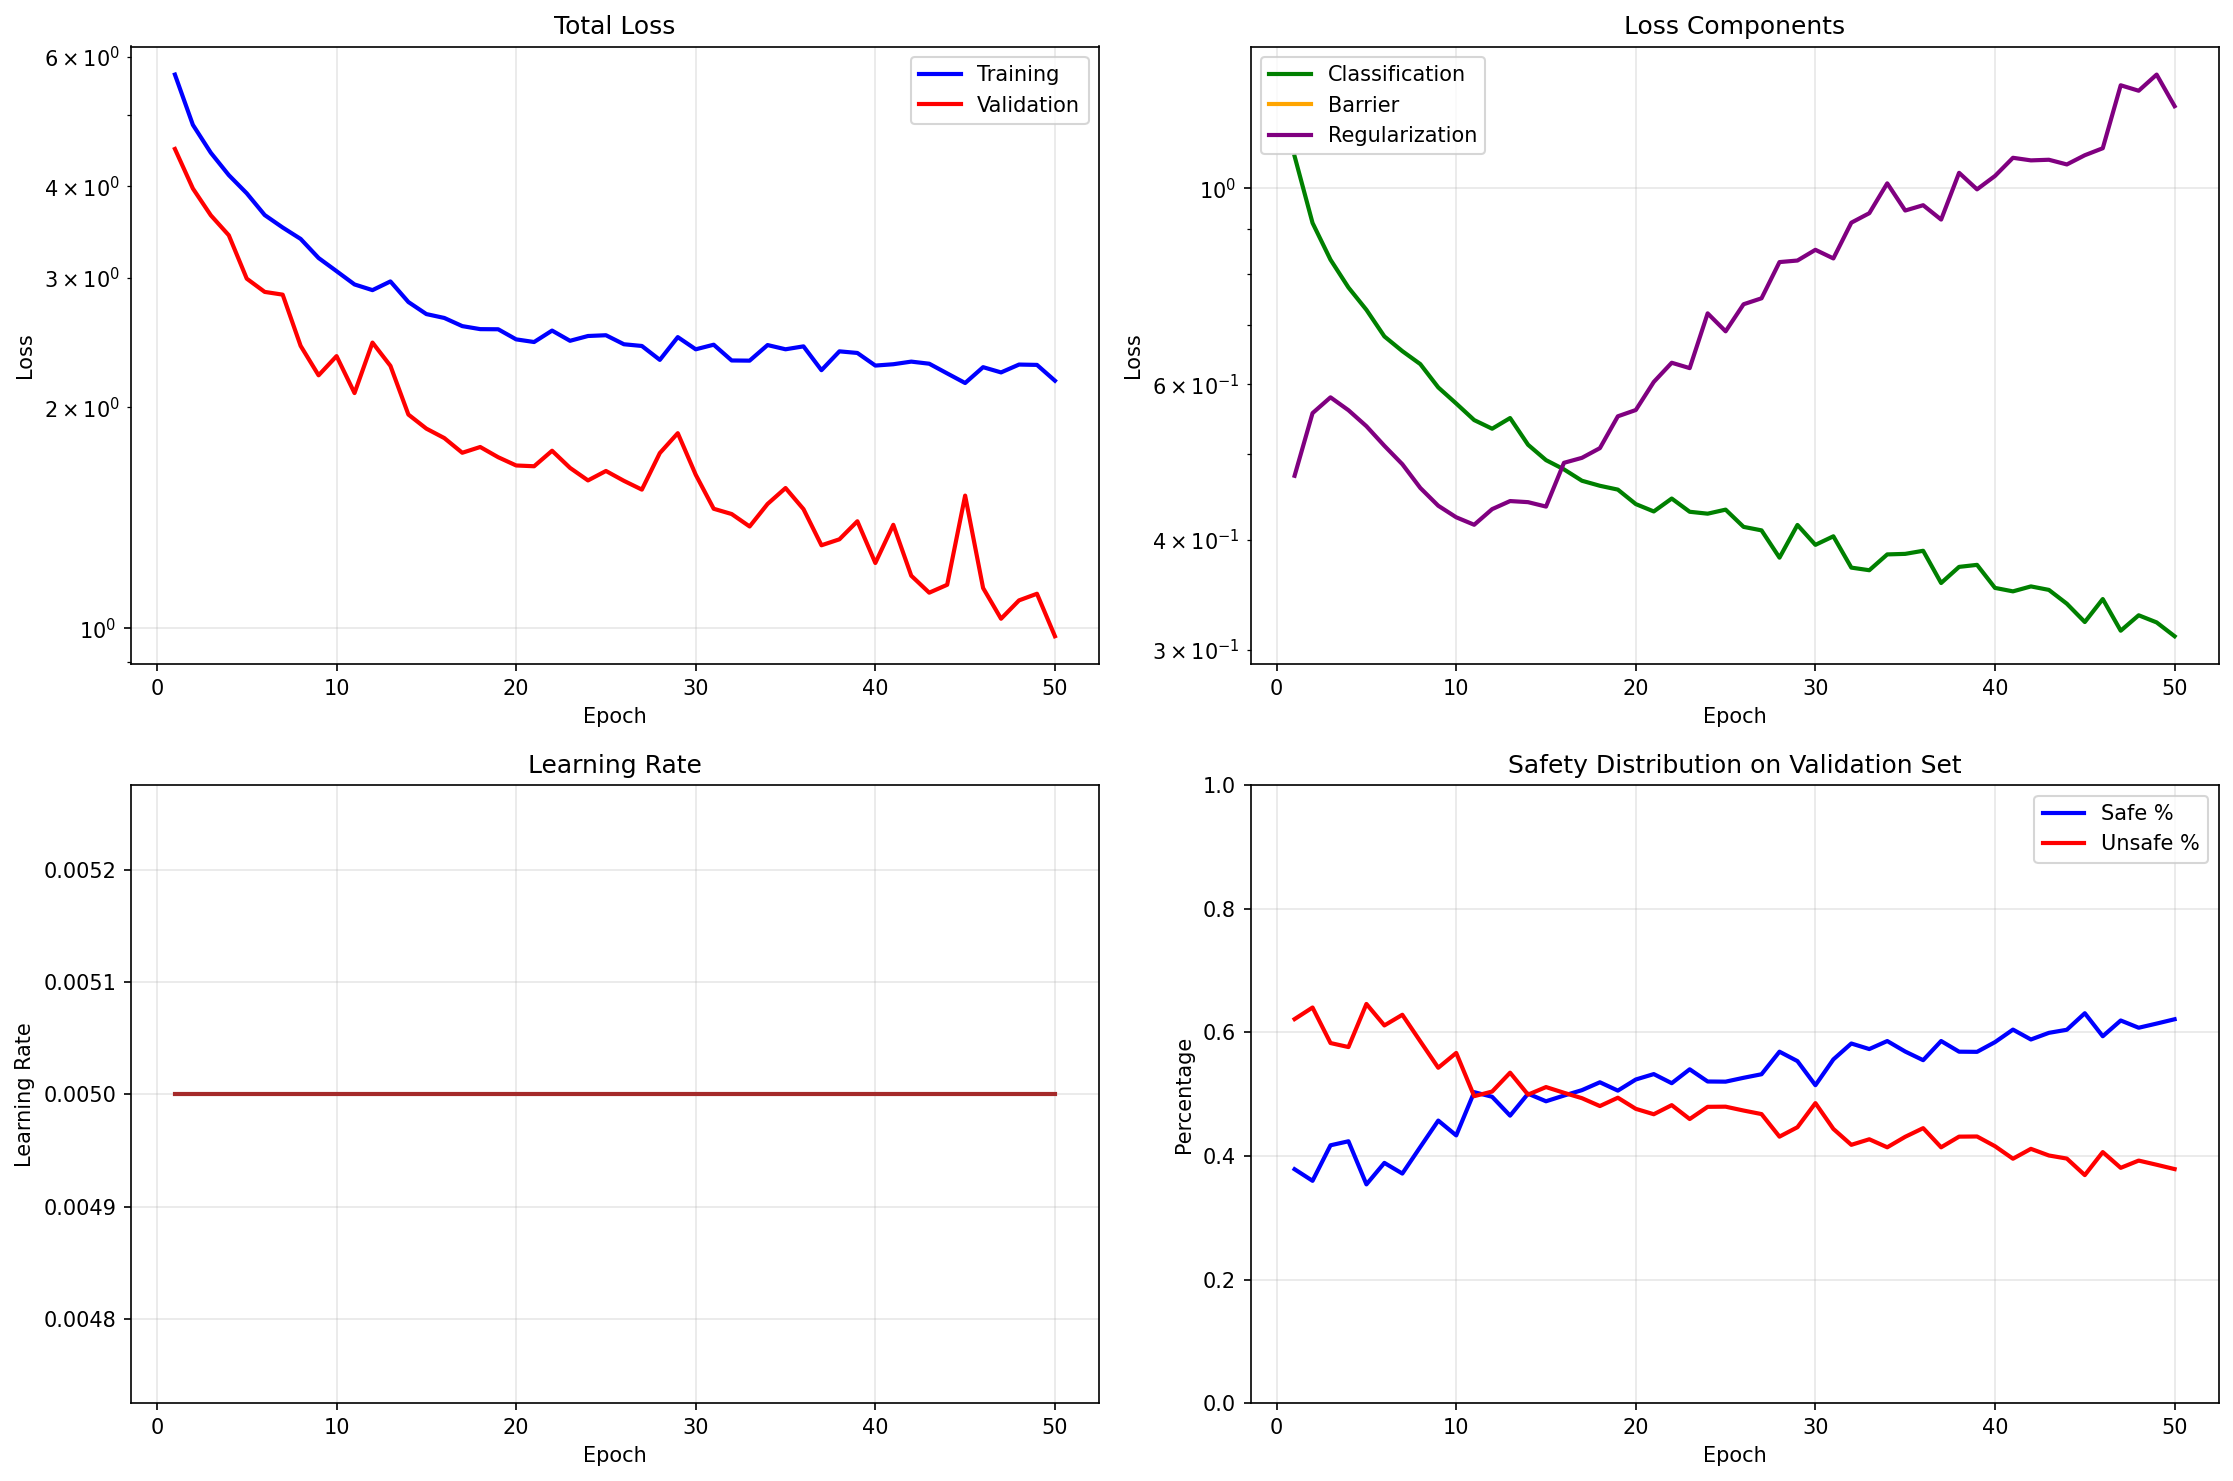 Total Loss
6 × 10⁰
4 × 10⁰
3 × 10⁰
2 × 10⁰
10⁰
Loss
0 10 20 30 40 50
Epoch
Training
Validation
Loss Components
10⁰
6 × 10⁻¹
4 × 10⁻¹
3 × 10⁻¹
Loss
0 10 20 30 40 50
Epoch
Classification
Barrier
Regularization
Learning Rate
0.0052
0.0051
0.0050
0.0049
0.0048
Learning Rate
0 10 20 30 40 50
Epoch
Safety Distribution on Validation Set
1.0
0.8
0.6
0.4
0.2
0.0
Percentage
0 10 20 30 40 50
Epoch
Safe %
Unsafe %